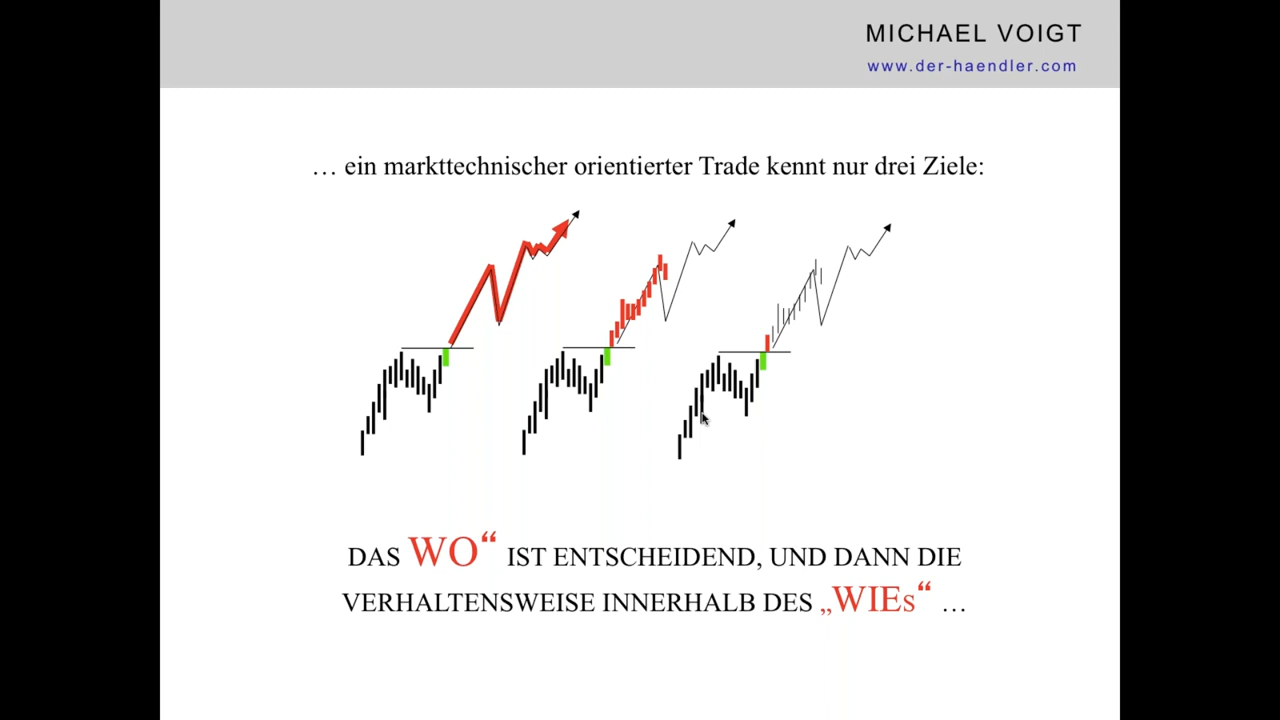 MICHAEL VOIGT
www.der-haendler.com
… ein markttechnischer orientierter Trade kennt nur drei Ziele:
DAS WO“ IST ENTSCHEIDEND, UND DANN DIE
VERHALTENSWEISE INNERHALB DES „WIEs“ …